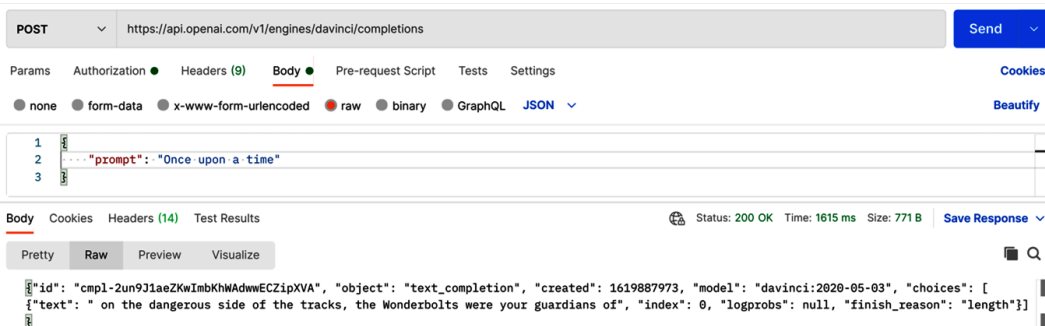 POST https://api.openai.com/v1/engines/davinci/completions Send
Params Authorization Headers (9) Body Pre-request Script Tests Settings Cookies
none form-data x-www-form-urlencoded raw binary GraphQL JSON Beautify
1 {
2 "prompt": "Once upon a time"
3 }
Body Cookies Headers (14) Test Results Status: 200 OK Time: 1615 ms Size: 771 B Save Response
Pretty Raw Preview Visualize
{"id": "cmpl-2un9J1aeZKwImbKhWAdwwECZipXVA", "object": "text_completion", "created": 1619887973, "model": "davinci:2020-05-03", "choices": [
{"text": " on the dangerous side of the tracks, the Wonderbolts were your guardians of", "index": 0, "logprobs": null, "finish_reason": "length"}]
}